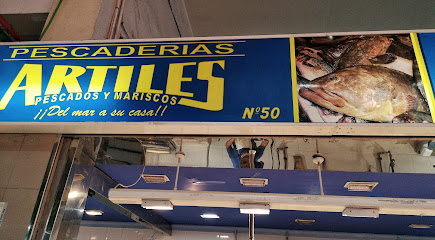 PESCADERIAS
ARTILES
PESCADOS Y MARISCOS
¡¡Del mar a su casa!!
Nº50